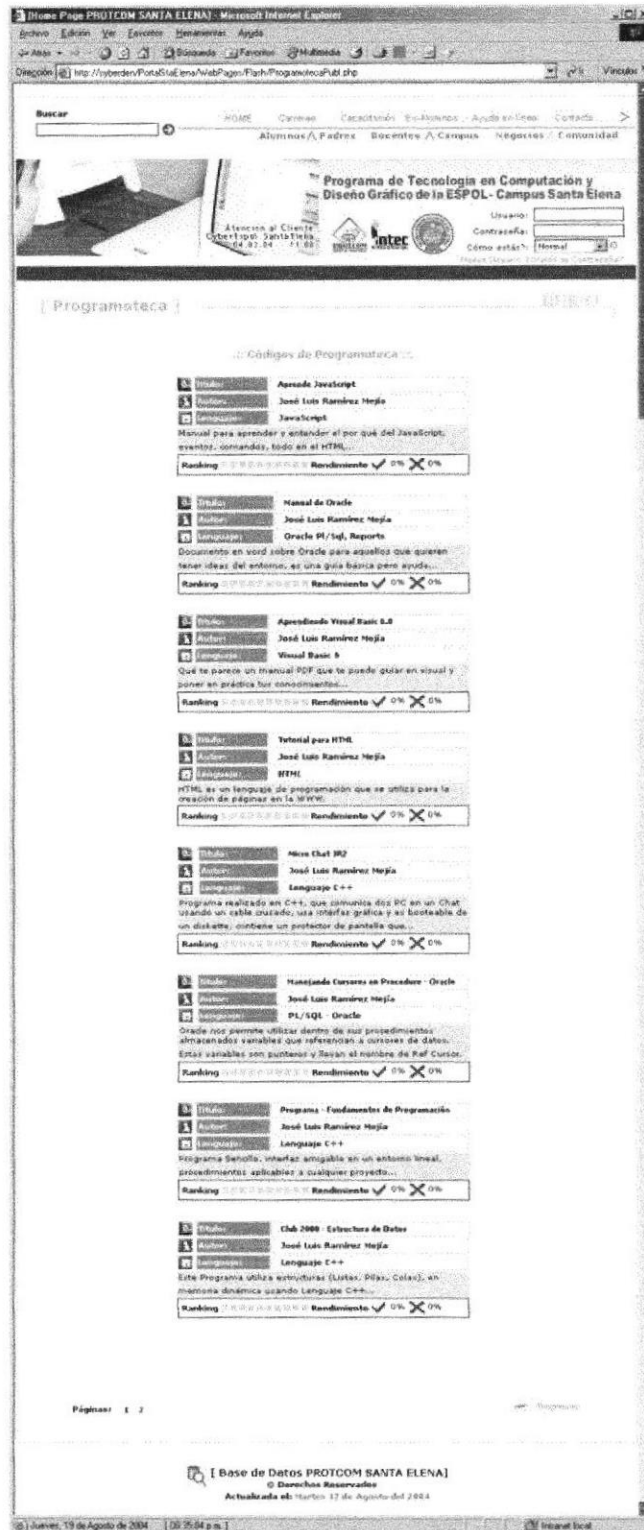 [Home Page PROTCOM SANTA ELENA] - Microsoft Internet Explorer
Archivo Edición Ver Favoritos Herramientas Ayuda
Atrás Búsqueda Favoritos Multimedia
Dirección http://cyberden/PortalStaElena/WebPages/Flash/ProgramotecaPubl.php Vínculos
Buscar
HOME Carreras Capacitación Ex-Alumnos Ayuda en línea Contacto >
Alumnos / Padres Docentes / Campus Negocios / Comunidad
Programa de Tecnología en Computación y
Diseño Gráfico de la ESPOL- Campus Santa Elena
Atención al Cliente
CyberEspol SantaElena
intec
Usuario:
Contraseña:
Cómo estás?: Normal
[ Programoteca ]
.:: Códigos de Programoteca ::.
Título: Aprende JavaScript
Autor: José Luis Ramírez Mejía
Lenguaje: JavaScript
Manual para aprender y entender el por qué del JavaScript,
eventos, comandos, todo en el HTML...
Ranking Rendimiento 0% 0%
Título: Manual de Oracle
Autor: José Luis Ramírez Mejía
Lenguaje: Oracle Pl/Sql, Reports
Documento en word sobre Oracle para aquellos que quieren
tener ideas del entorno, es una guía básica pero ayuda...
Ranking Rendimiento 0% 0%
Título: Aprendiendo Visual Basic 6.0
Autor: José Luis Ramírez Mejía
Lenguaje: Visual Basic 6
Qué te parece un manual PDF que te puede guiar en visual y
poner en práctica tus conocimientos...
Ranking Rendimiento 0% 0%
Título: Tutorial para HTML
Autor: José Luis Ramírez Mejía
Lenguaje: HTML
HTML es un lenguaje de programación que se utiliza para la
creación de páginas en la WWW.
Ranking Rendimiento 0% 0%
Título: Micro Chat JR2
Autor: José Luis Ramírez Mejía
Lenguaje: Lenguaje C++
Programa realizado en C++, que comunica dos PC en un Chat
usando un cable cruzado, usa interfaz gráfica y es booteable de
un diskette, contiene un protector de pantalla que...
Ranking Rendimiento 0% 0%
Título: Manejando Cursores en Procedure - Oracle
Autor: José Luis Ramírez Mejía
Lenguaje: PL/SQL - Oracle
Oracle nos permite utilizar dentro de sus procedimientos
almacenados variables que referencian a cursores de datos.
Estas variables son punteros y llevan el nombre de Ref Cursor.
Ranking Rendimiento 0% 0%
Título: Programa - Fundamentos de Programación
Autor: José Luis Ramírez Mejía
Lenguaje: Lenguaje C++
Programa Sencillo, interfaz amigable en un entorno lineal,
procedimientos aplicables a cualquier proyecto...
Ranking Rendimiento 0% 0%
Título: Club 2000 - Estructura de Datos
Autor: José Luis Ramírez Mejía
Lenguaje: Lenguaje C++
Este Programa utiliza estructuras (Listas, Pilas, Colas), en
memoria dinámica usando Lenguaje C++...
Ranking Rendimiento 0% 0%
Páginas: 1 2
Regresar
[ Base de Datos PROTCOM SANTA ELENA]
© Derechos Reservados
Actualizada el: Martes 17 de Agosto del 2004
Jueves, 19 de Agosto de 2004 [ 09:35:04 p.m. ] Intranet local